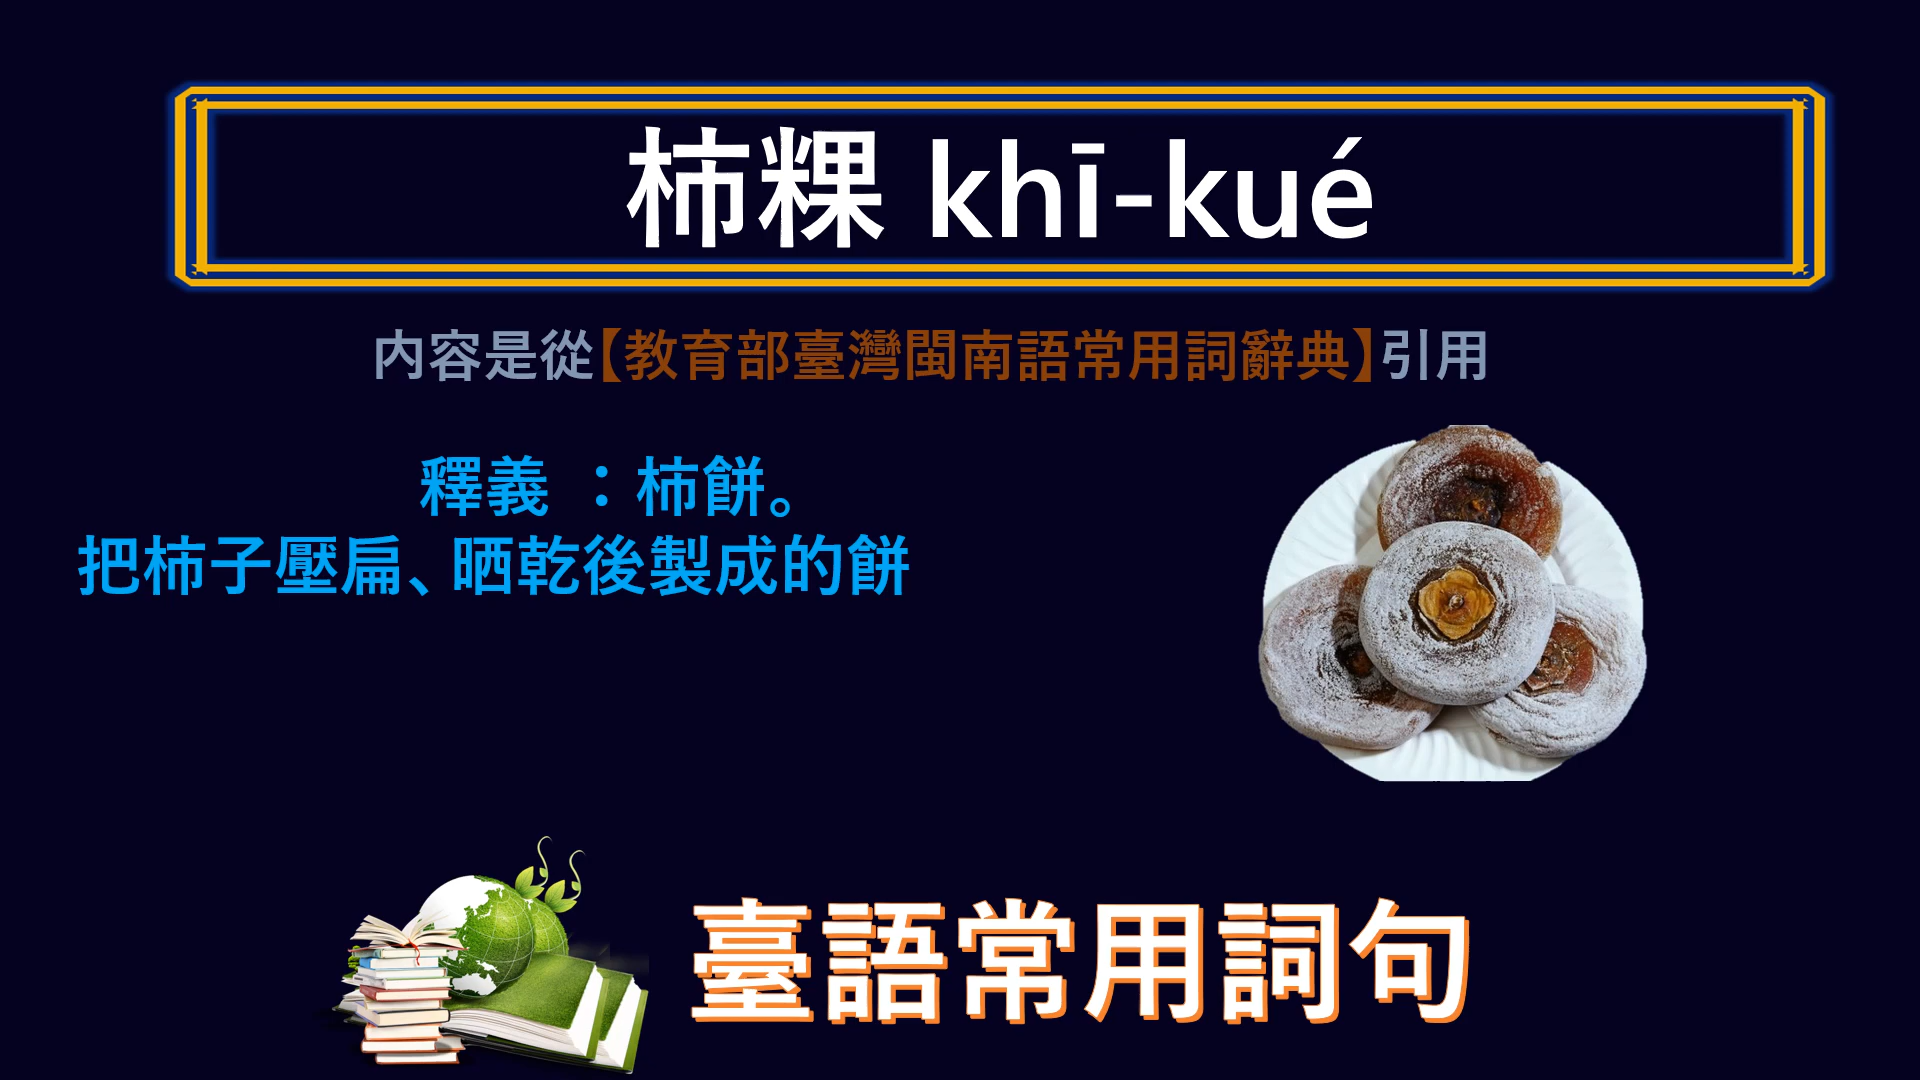 柿粿 khī-kué
內容是從【教育部臺灣閩南語常用詞辭典】引用
釋義 ：柿餅。
把柿子壓扁、晒乾後製成的餅
臺語常用詞句